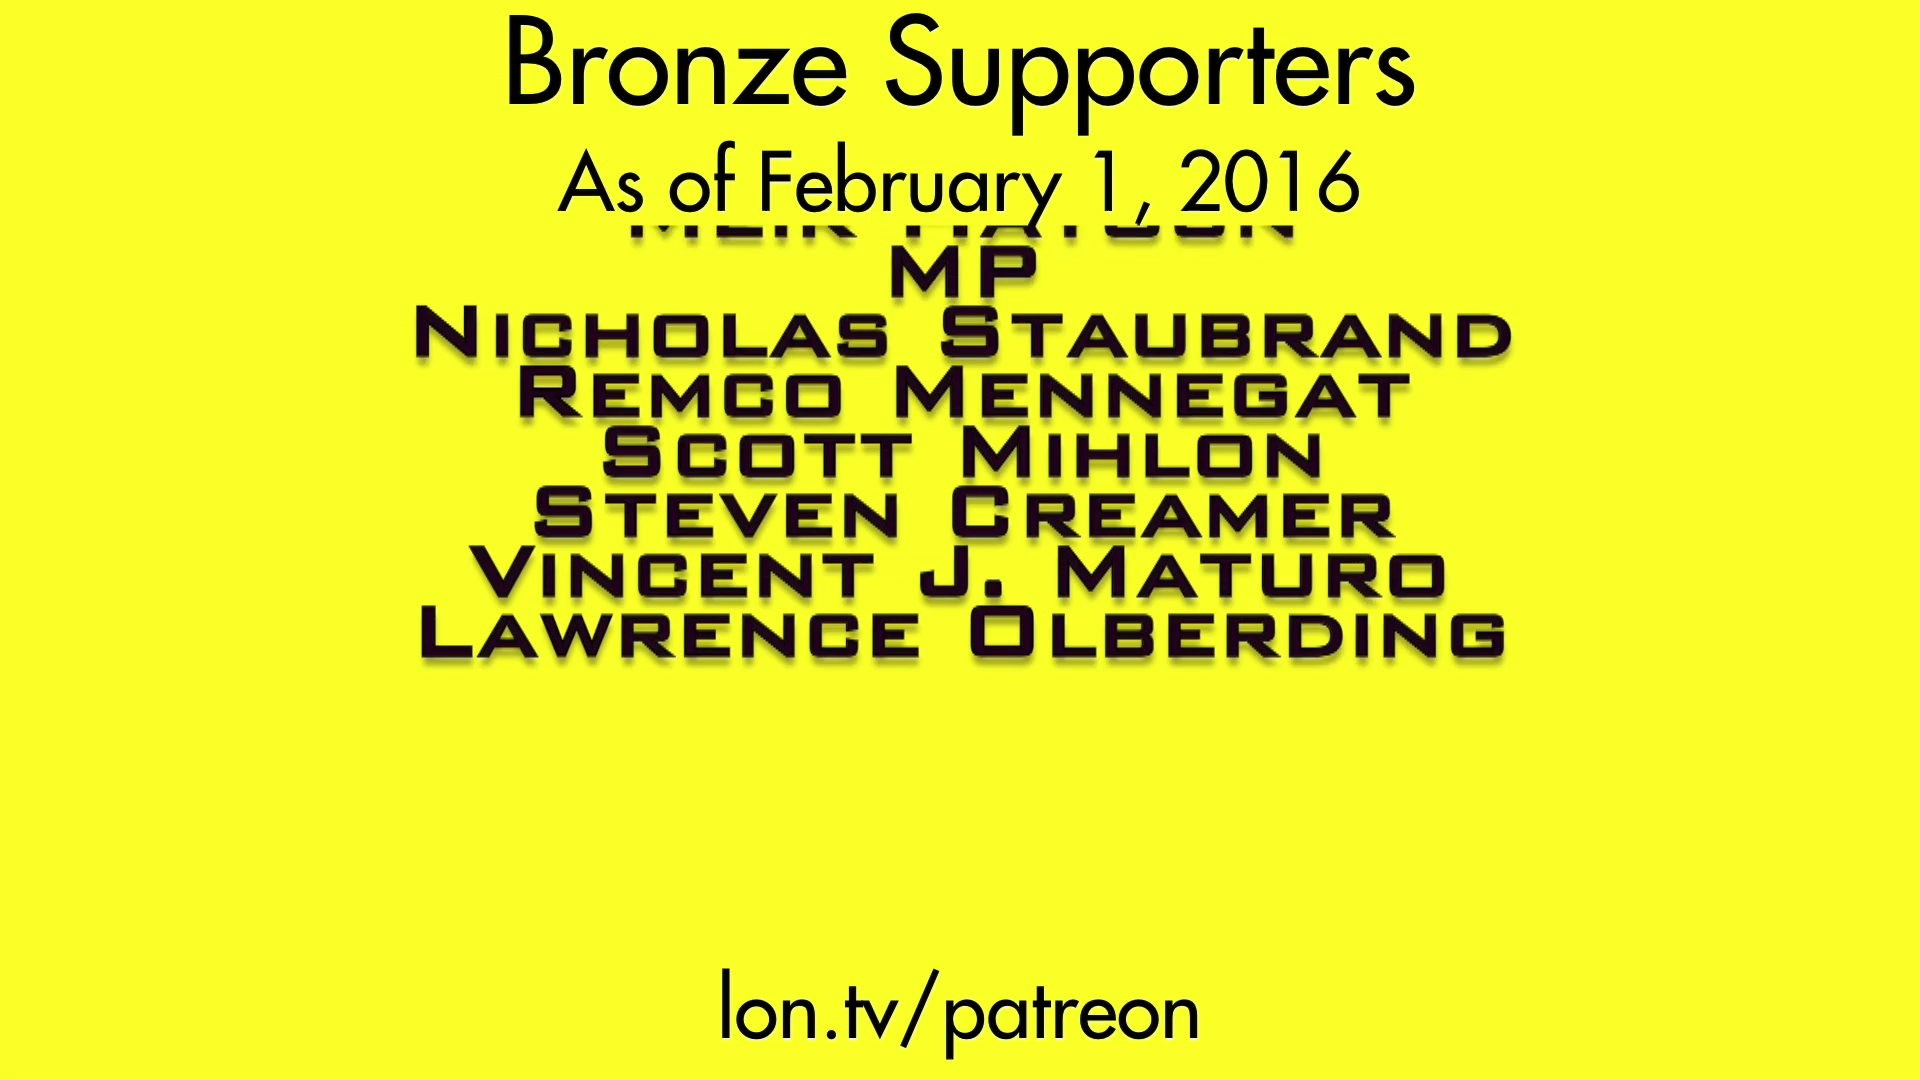 Bronze Supporters
As of February 1, 2016
MP
Nicholas Staubrand
Remco Mennegat
Scott Mihlon
Steven Creamer
Vincent J. Maturo
Lawrence Olberding
lon.tv/patreon